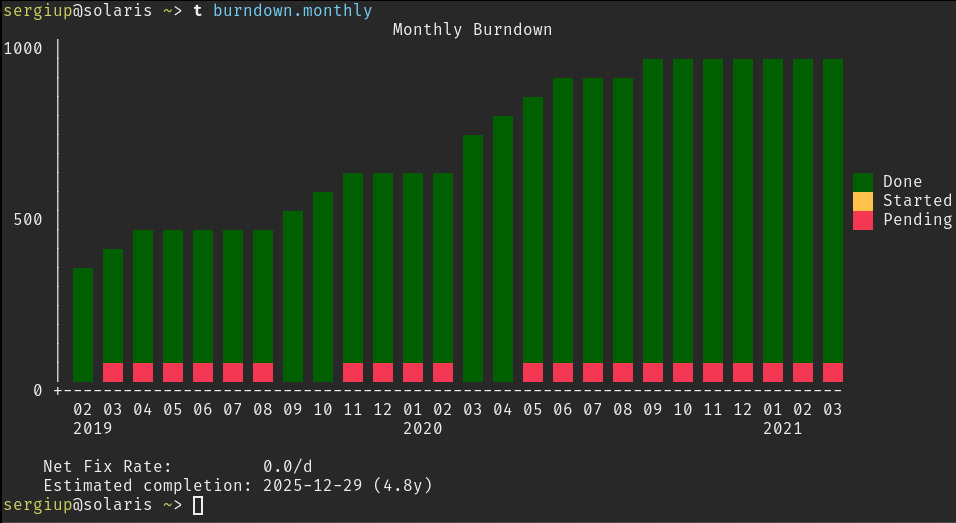 sergiup@solaris ~> t burndown.monthly
Monthly Burndown
1000
Done
Started
500
Pending
0 +
02 03 04 05 06 07 08 09 10 11 12 01 02 03 04 05 06 07 08 09 10 11 12 01 02 03
2019 2020 2021
Net Fix Rate: 0.0/d
Estimated completion: 2025-12-29 (4.8y)
sergiup@solaris ~>